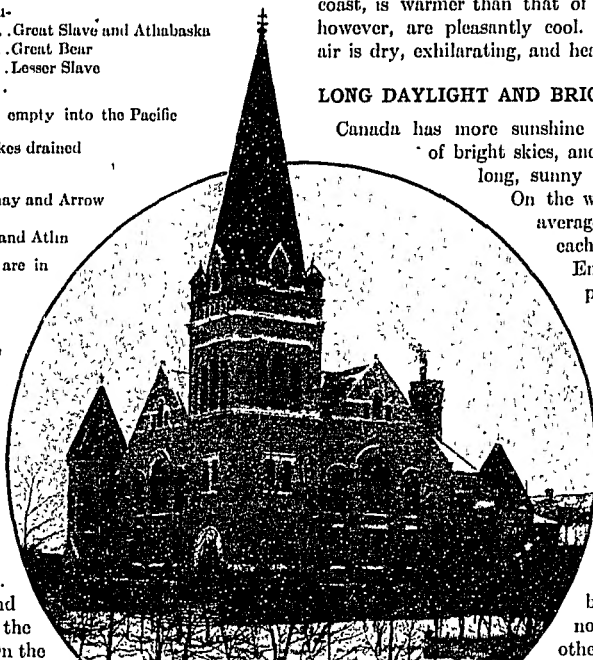 . .Great Slave and Athabaska
. .Great Bear
. .Lesser Slave
empty into the Pacific
kes drained
ay and Arrow
and Atlin
are in
nd
the
n the
coast, is warmer than that of
however, are pleasantly cool.
air is dry, exhilarating, and hea
LONG DAYLIGHT AND BRIG
Canada has more sunshine
of bright skies, and
long, sunny
On the w
averag
each
En
p
b
no
othe